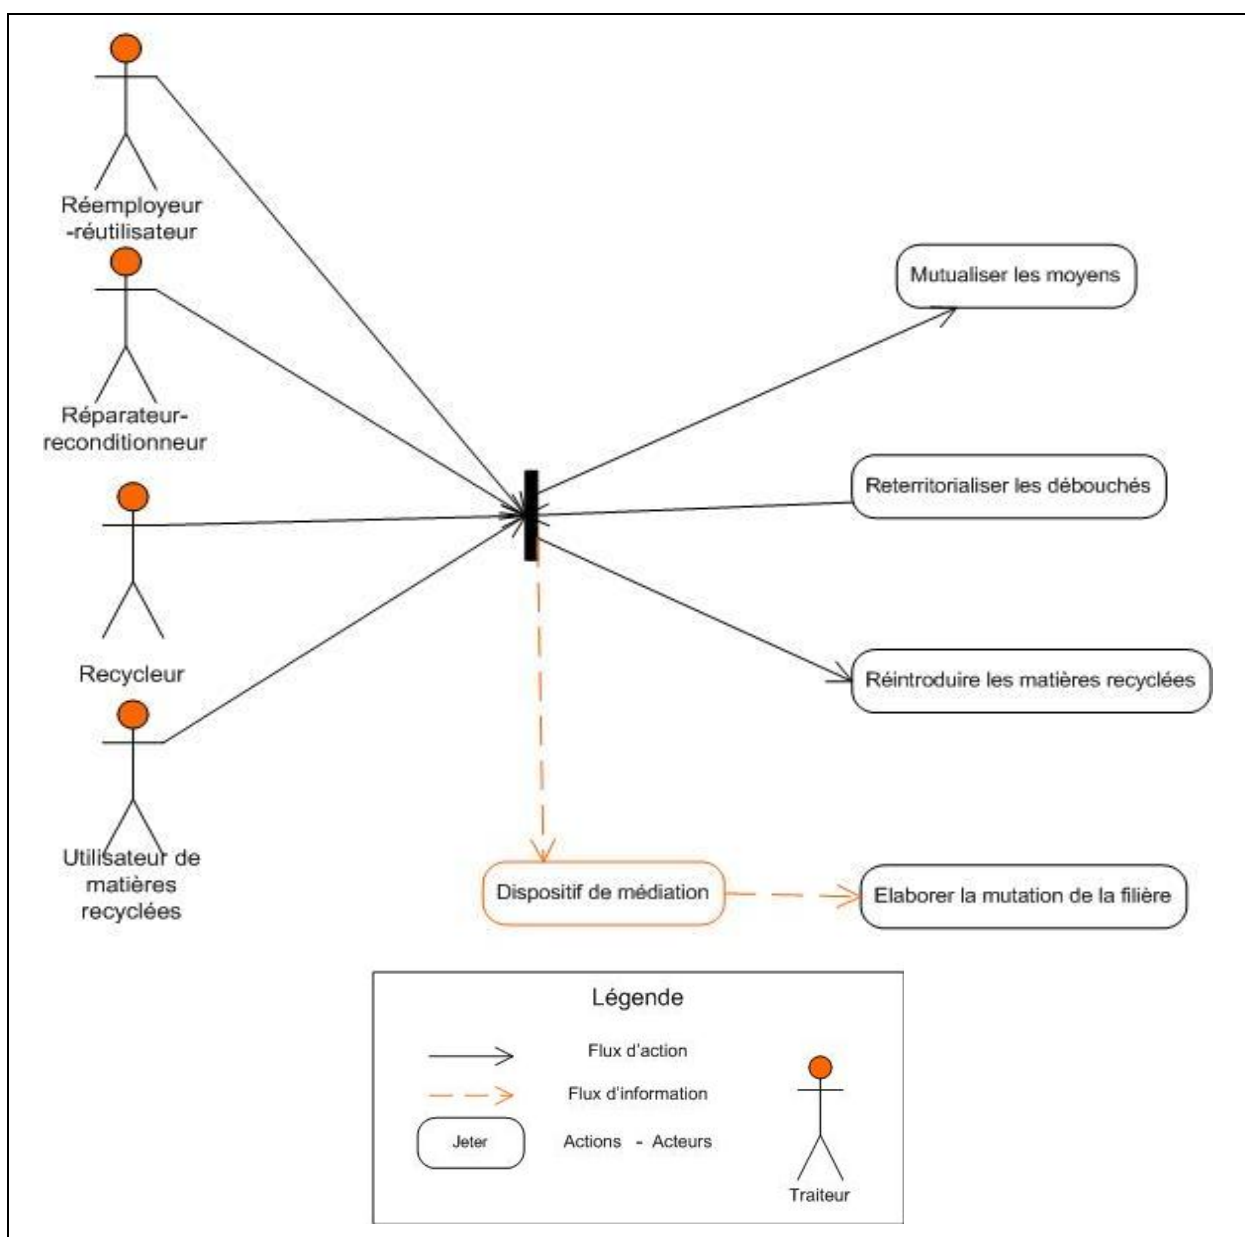 Réemployeur
-réutilisateur
Réparateur-
reconditionneur
Recycleur
Utilisateur de
matières
recyclées
Mutualiser les moyens
Reterritorialiser les débouchés
Réintroduire les matières recyclées
Dispositif de médiation
Elaborer la mutation de la filière
Légende
Flux d'action
Flux d'information
Jeter
Actions - Acteurs
Traiteur